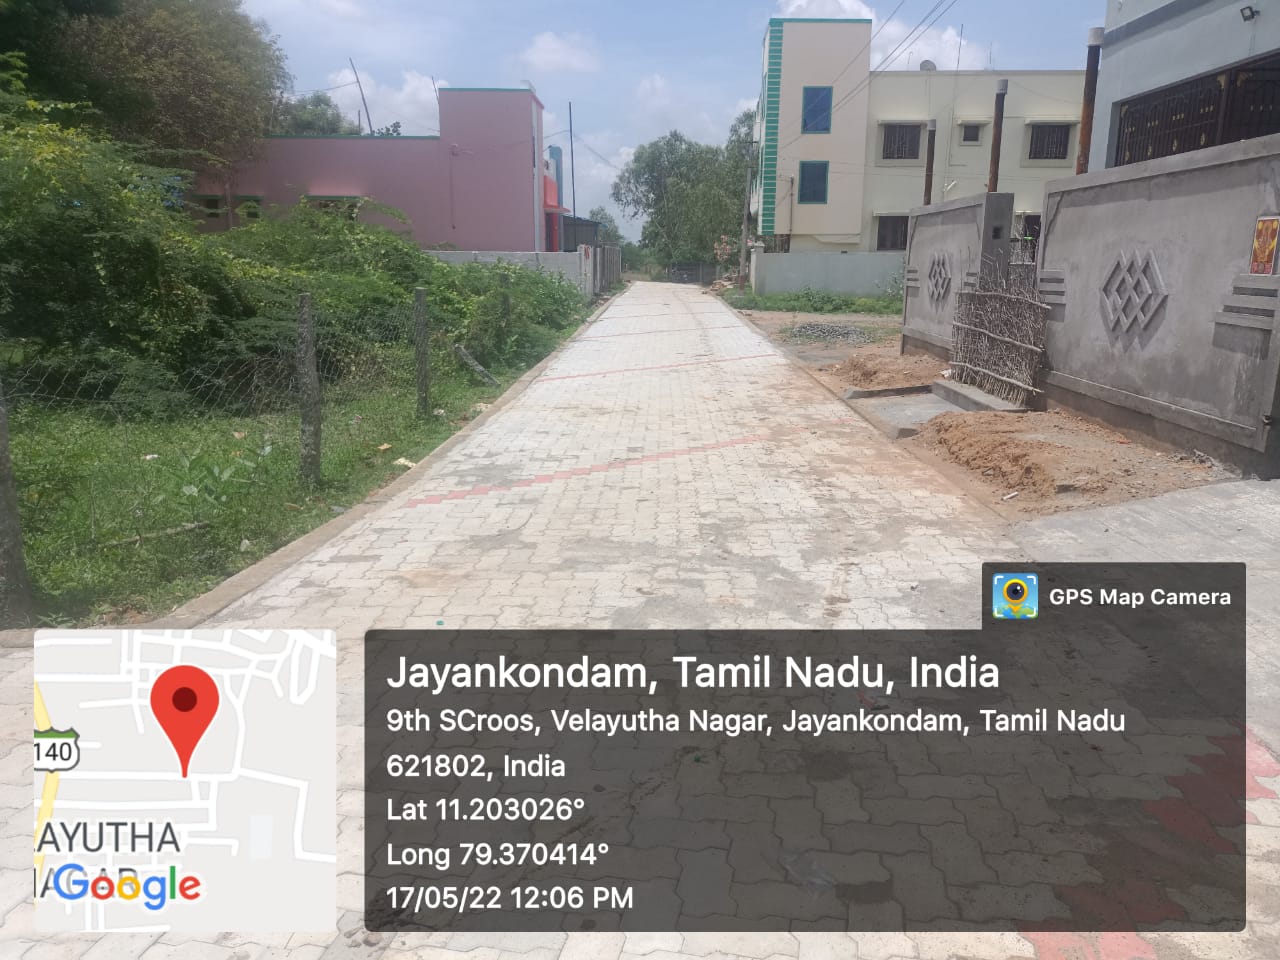 GPS Map Camera
Jayankondam, Tamil Nadu, India
9th SCroos, Velayutha Nagar, Jayankondam, Tamil Nadu
621802, India
Lat 11.203026°
Long 79.370414°
17/05/22 12:06 PM
140
AYUTHA
Google